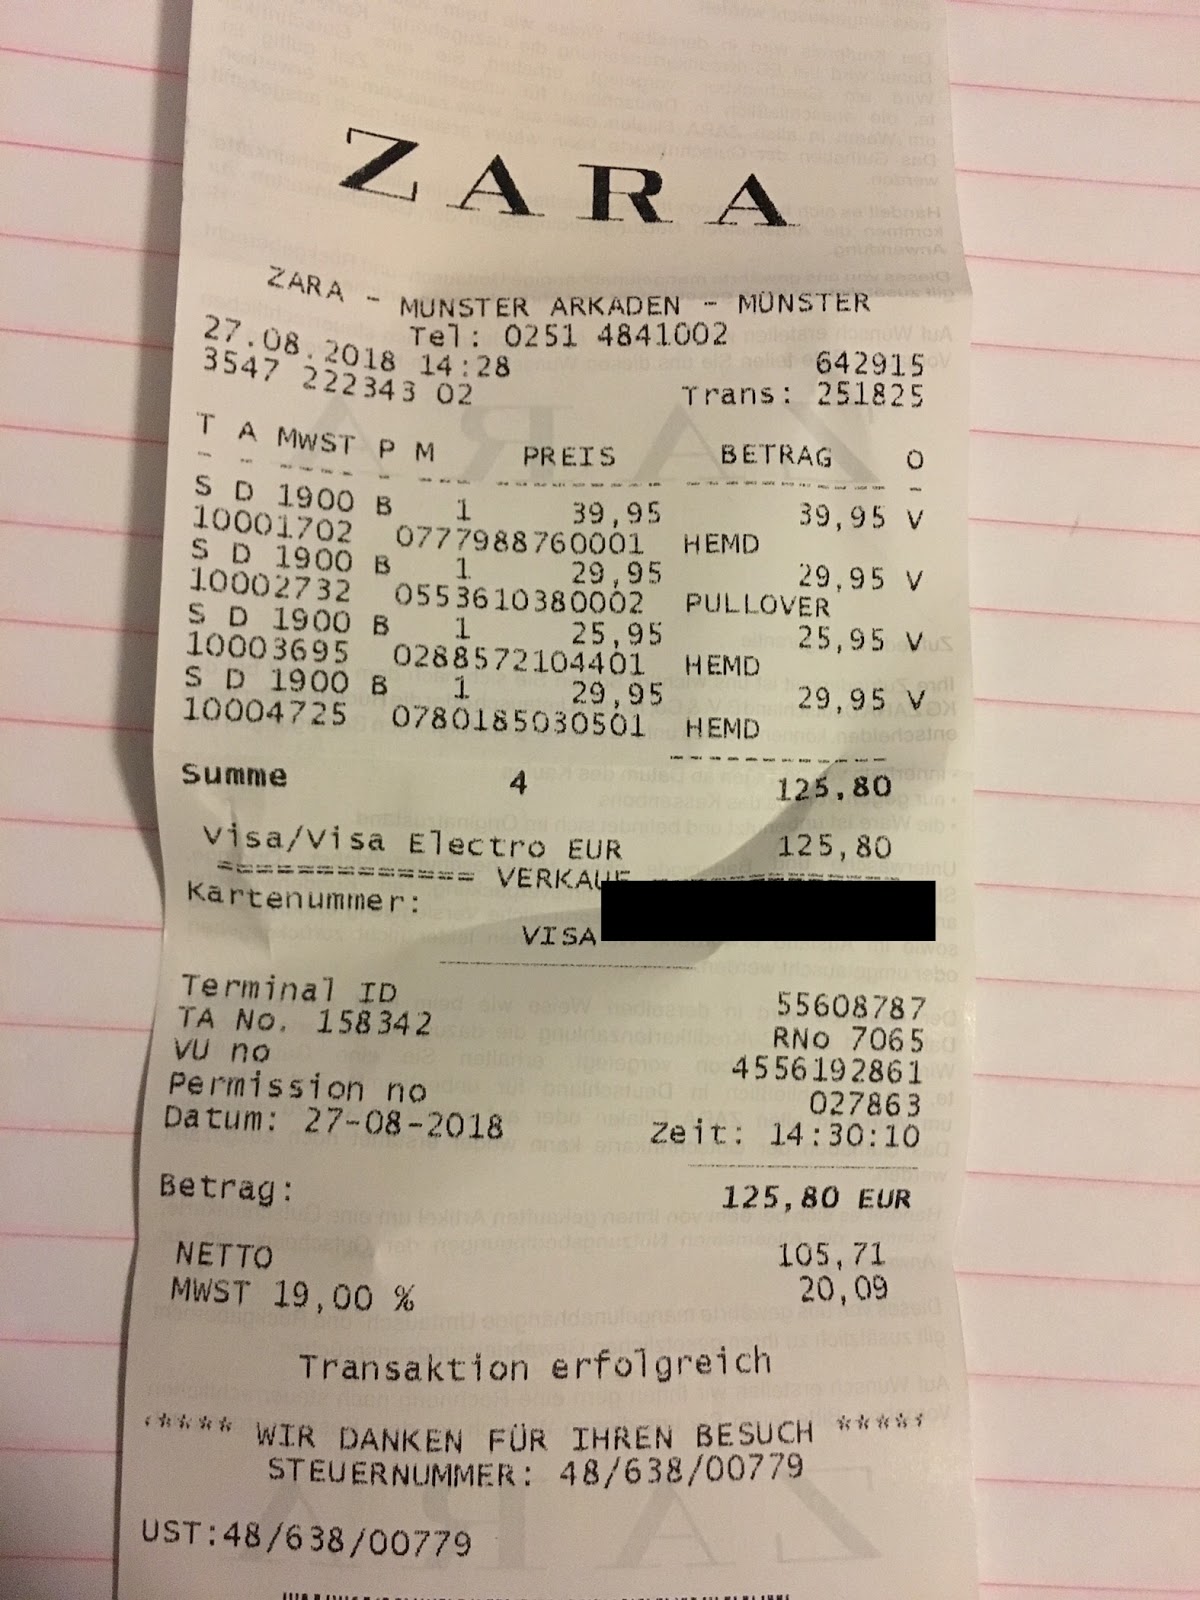 ZARA
ZARA - MUNSTER ARKADEN - MÜNSTER
Tel: 0251 4841002
27.08.2018 14:28 642915
3547 222343 02 Trans: 251825
T A MWST P M PREIS BETRAG O
S D 1900 B 1 39,95 39,95 V
10001702 0777988760001 HEMD
S D 1900 B 1 29,95 29,95 V
10002732 0553610380002 PULLOVER
S D 1900 B 1 25,95 25,95 V
10003695 0288572104401 HEMD
S D 1900 B 1 29,95 29,95 V
10004725 0780185030501 HEMD
Summe 4 125,80
Visa/Visa Electro EUR 125,80
============= VERKAUF =============
Kartenummer:
VISA
Terminal ID 55608787
TA No. 158342 RNo 7065
VU no 4556192861
Permission no 027863
Datum: 27-08-2018 Zeit: 14:30:10
Betrag: 125,80 EUR
NETTO 105,71
MWST 19,00 % 20,09
Transaktion erfolgreich
***** WIR DANKEN FÜR IHREN BESUCH *****
STEUERNUMMER: 48/638/00779
UST:48/638/00779